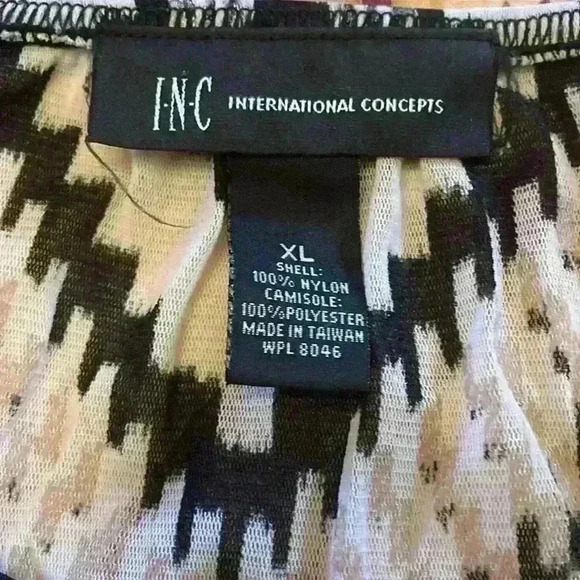 I·N·C INTERNATIONAL CONCEPTS
XL
SHELL:
100% NYLON
CAMISOLE:
100%POLYESTER
MADE IN TAIWAN
WPL 8046